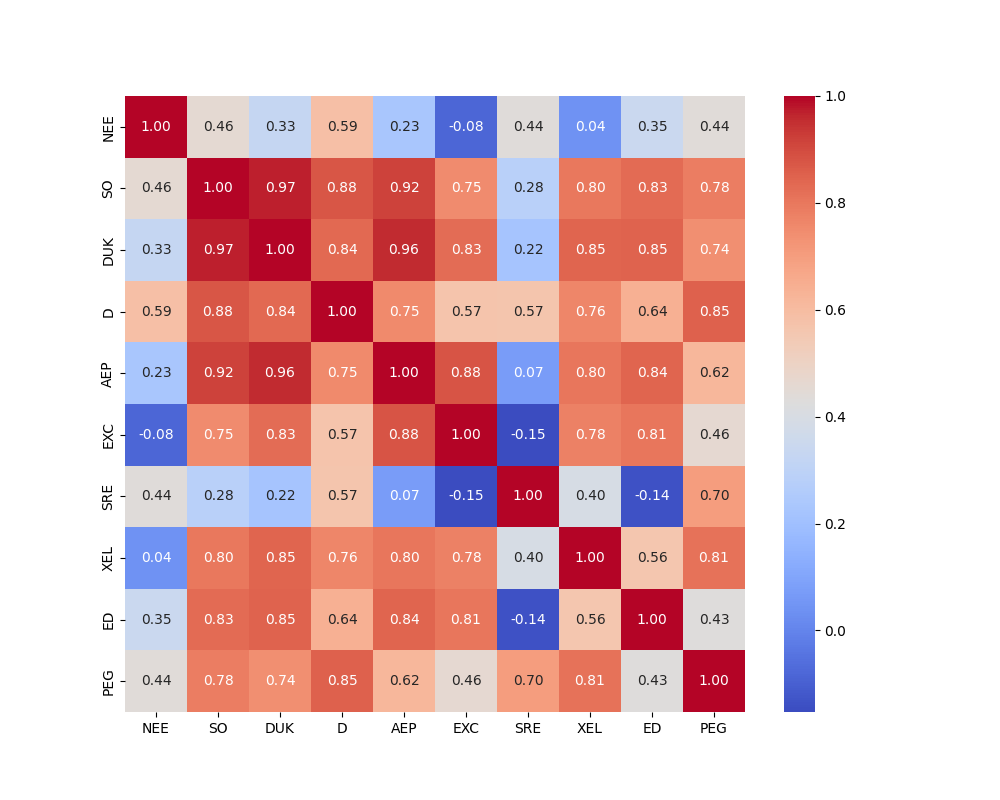 NEE 1.00 0.46 0.33 0.59 0.23 -0.08 0.44 0.04 0.35 0.44
SO 0.46 1.00 0.97 0.88 0.92 0.75 0.28 0.80 0.83 0.78
DUK 0.33 0.97 1.00 0.84 0.96 0.83 0.22 0.85 0.85 0.74
D 0.59 0.88 0.84 1.00 0.75 0.57 0.57 0.76 0.64 0.85
AEP 0.23 0.92 0.96 0.75 1.00 0.88 0.07 0.80 0.84 0.62
EXC -0.08 0.75 0.83 0.57 0.88 1.00 -0.15 0.78 0.81 0.46
SRE 0.44 0.28 0.22 0.57 0.07 -0.15 1.00 0.40 -0.14 0.70
XEL 0.04 0.80 0.85 0.76 0.80 0.78 0.40 1.00 0.56 0.81
ED 0.35 0.83 0.85 0.64 0.84 0.81 -0.14 0.56 1.00 0.43
PEG 0.44 0.78 0.74 0.85 0.62 0.46 0.70 0.81 0.43 1.00
NEE SO DUK D AEP EXC SRE XEL ED PEG
1.0
0.8
0.6
0.4
0.2
0.0